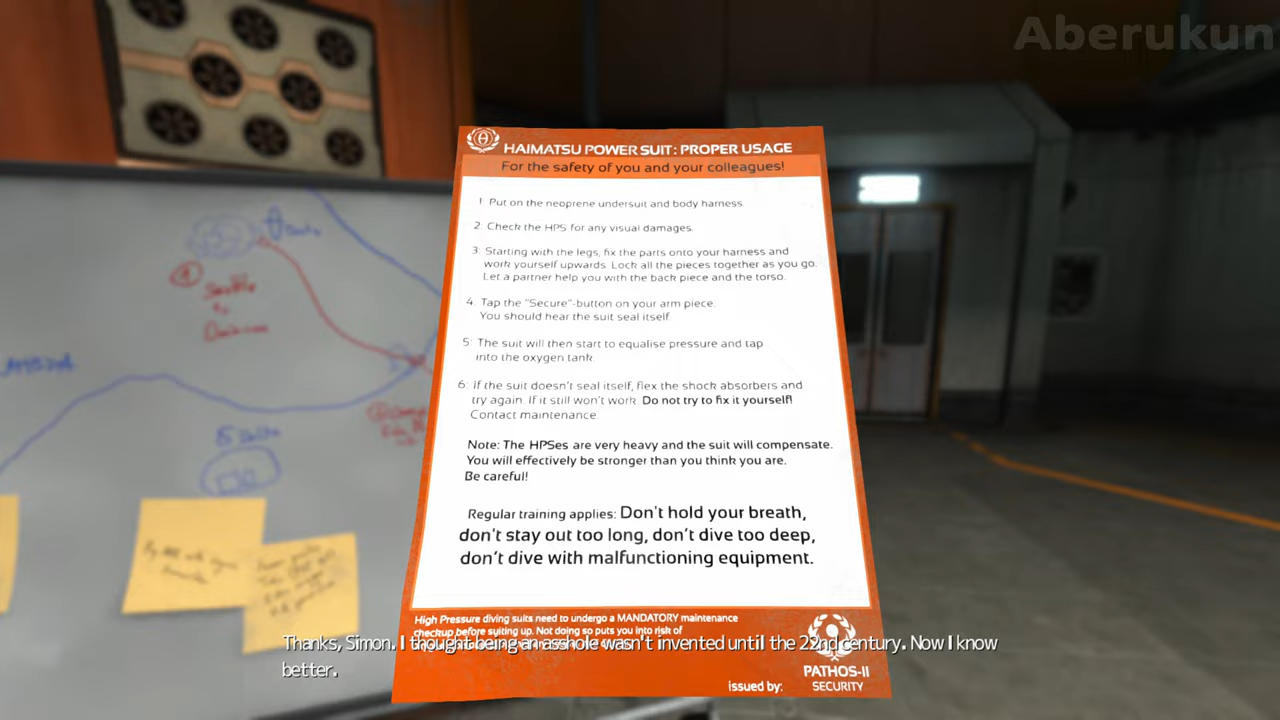 Aberukun
HAIMATSU POWER SUIT: PROPER USAGE
For the safety of you and your colleagues!
1: Put on the neoprene undersuit and body harness.
2: Check the HPS for any visual damages.
3: Starting with the legs, fix the parts onto your harness and
work yourself upwards. Lock all the pieces together as you go.
Let a partner help you with the back piece and the torso.
4: Tap the "Secure"-button on your arm piece.
You should hear the suit seal itself.
5: The suit will then start to equalise pressure and tap
into the oxygen tank.
6: If the suit doesn't seal itself, flex the shock absorbers and
try again. If it still won't work: Do not try to fix it yourself!
Contact maintenance.
Note: The HPSes are very heavy and the suit will compensate.
You will effectively be stronger than you think you are.
Be careful!
Regular training applies: Don't hold your breath,
don't stay out too long, don't dive too deep,
don't dive with malfunctioning equipment.
High Pressure diving suits need to undergo a MANDATORY maintenance
checkup before suiting up. Not doing so puts you into risk of
Thanks, Simon. I thought being an asshole wasn't invented until the 22nd century. Now I know
better.
PATHOS-II
issued by: SECURITY